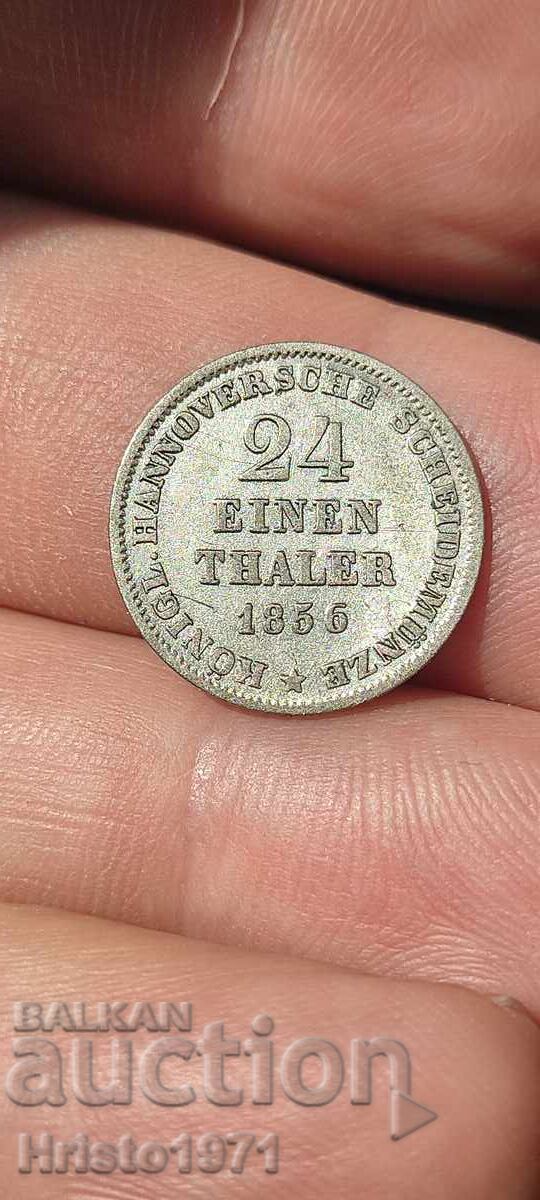 KÖNIGL. HANNOVERSCHE SCHEIDEMÜNZE
24
EINEN
THALER
1856
BALKAN
auction
Hristo1971